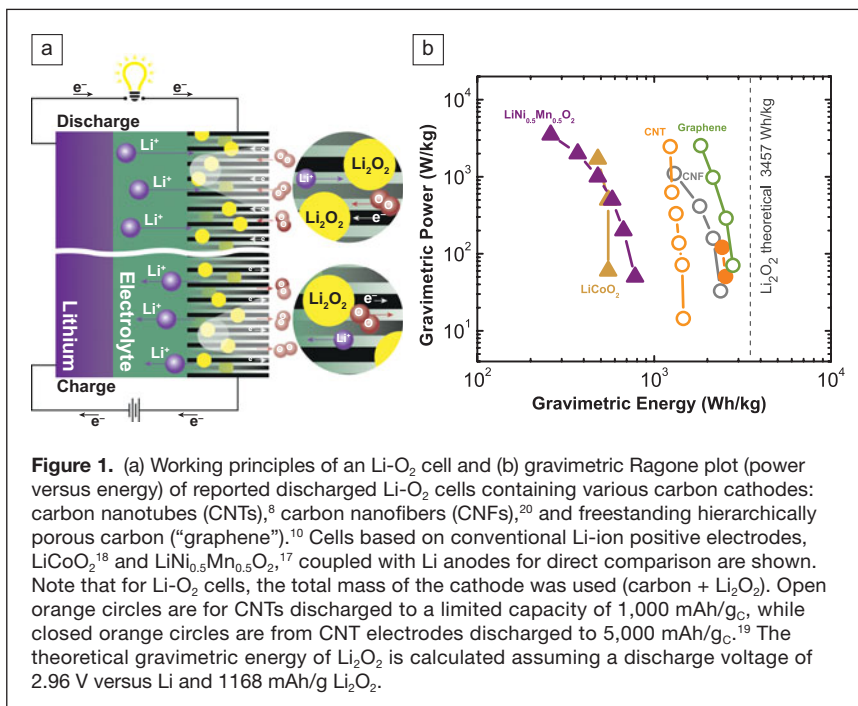 a
e⁻
e⁻
Discharge
Li⁺
Li⁺
Li⁺
Li₂O₂
Li⁺
Li₂O₂
e⁻
Lithium
Electrolyte
Li⁺
Li⁺
Li⁺
Li₂O₂
e⁻
Li⁺
Charge
e⁻
e⁻
b
Gravimetric Power (W/kg)
10⁴
10³
10²
10¹
LiNi₀.₅Mn₀.₅O₂
LiCoO₂
CNT
Graphene
CNF
Li₂O₂ theoretical 3457 Wh/kg
10²
10³
10⁴
Gravimetric Energy (Wh/kg)
Figure 1. (a) Working principles of an Li-O₂ cell and (b) gravimetric Ragone plot (power
versus energy) of reported discharged Li-O₂ cells containing various carbon cathodes:
carbon nanotubes (CNTs),⁸ carbon nanofibers (CNFs),²⁰ and freestanding hierarchically
porous carbon (“graphene”).¹⁰ Cells based on conventional Li-ion positive electrodes,
LiCoO₂¹⁸ and LiNi₀.₅Mn₀.₅O₂,¹⁷ coupled with Li anodes for direct comparison are shown.
Note that for Li-O₂ cells, the total mass of the cathode was used (carbon + Li₂O₂). Open
orange circles are for CNTs discharged to a limited capacity of 1,000 mAh/g_C, while
closed orange circles are from CNT electrodes discharged to 5,000 mAh/g_C.¹⁹ The
theoretical gravimetric energy of Li₂O₂ is calculated assuming a discharge voltage of
2.96 V versus Li and 1168 mAh/g Li₂O₂.